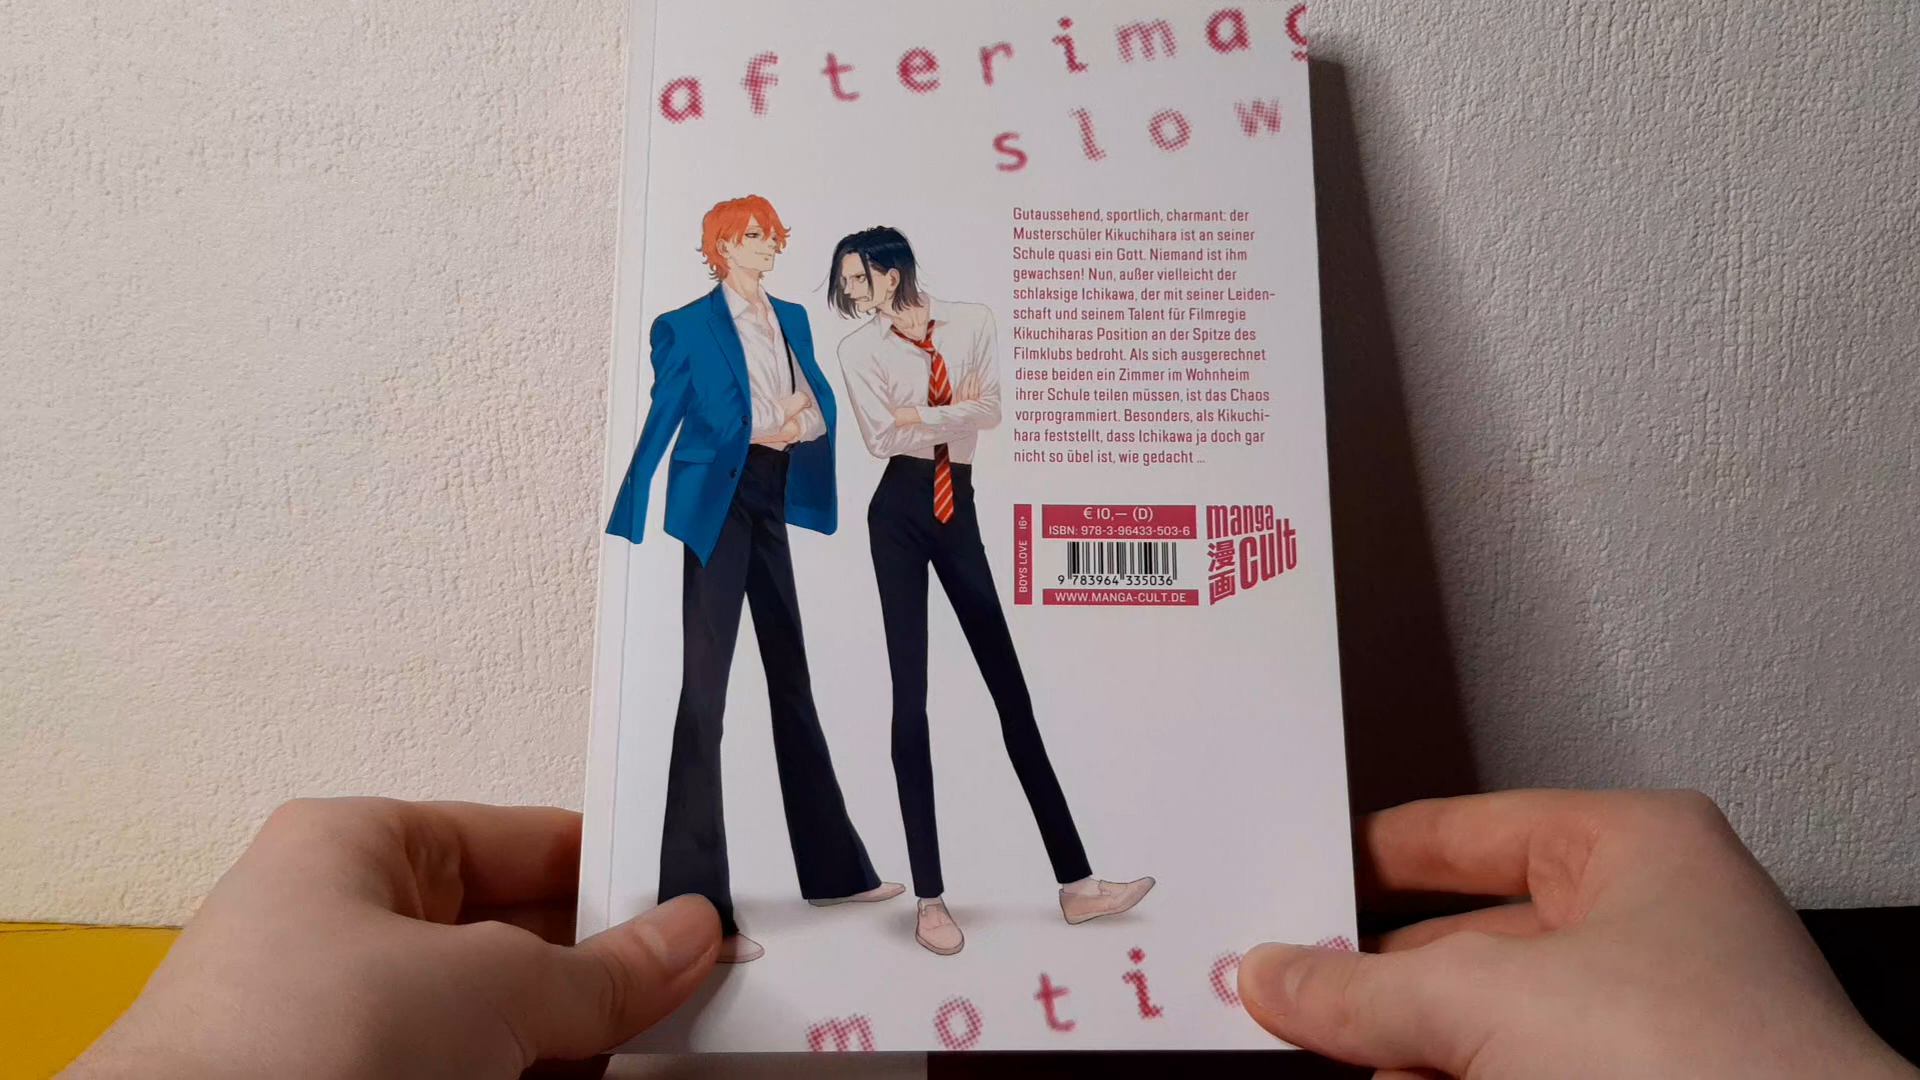 afterimag
slow
Gutaussehend, sportlich, charmant: der
Musterschüler Kikuchihara ist an seiner
Schule quasi ein Gott. Niemand ist ihm
gewachsen! Nun, außer vielleicht der
schlaksige Ichikawa, der mit seiner Leiden-
schaft und seinem Talent für Filmregie
Kikuchiharas Position an der Spitze des
Filmklubs bedroht. Als sich ausgerechnet
diese beiden ein Zimmer im Wohnheim
ihrer Schule teilen müssen, ist das Chaos
vorprogrammiert. Besonders, als Kikuchi-
hara feststellt, dass Ichikawa ja doch gar
nicht so übel ist, wie gedacht ...
BOYS LOVE 16+
€ 10,— (D)
ISBN: 978-3-96433-503-6
9 783964 335036
WWW.MANGA-CULT.DE
manga
漫画
cult
motion